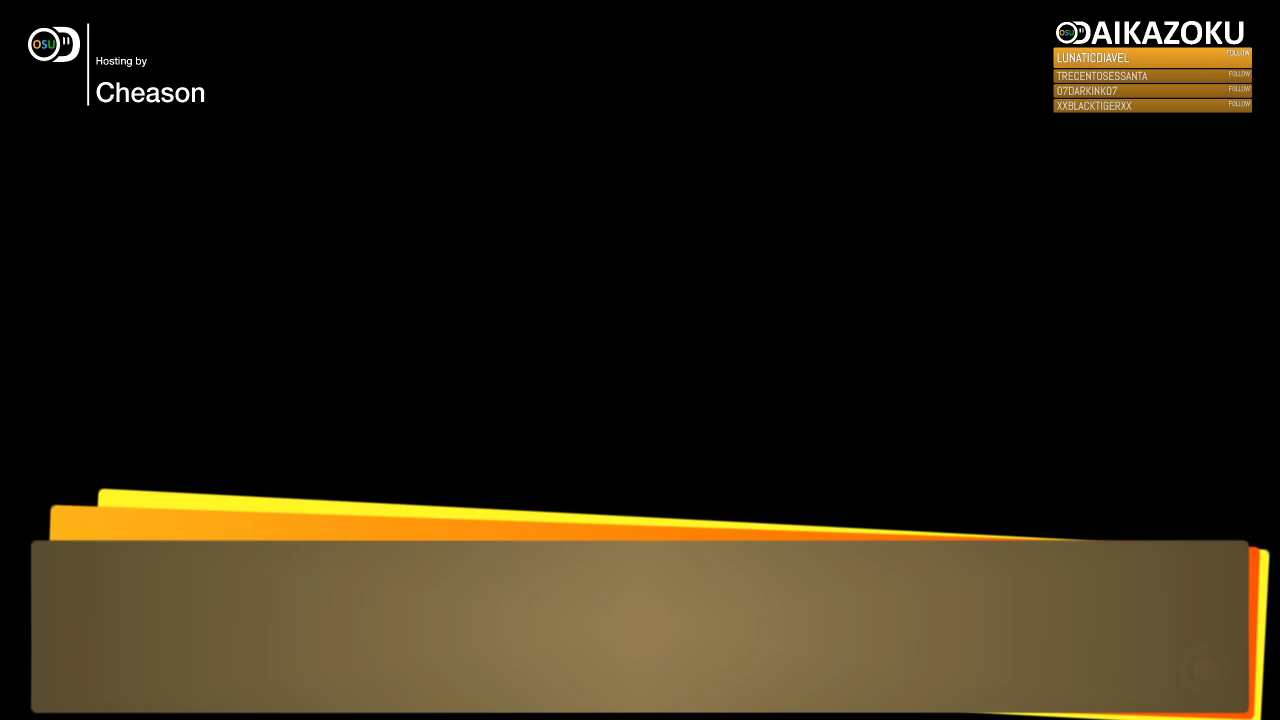 OSU
Hosting by
Cheason
OSU DAIKAZOKU
LUNATICDIAVEL FOLLOW
TRECENTOSESSANTA FOLLOW
07DARKINK07 FOLLOW
XXBLACKTIGERXX FOLLOW